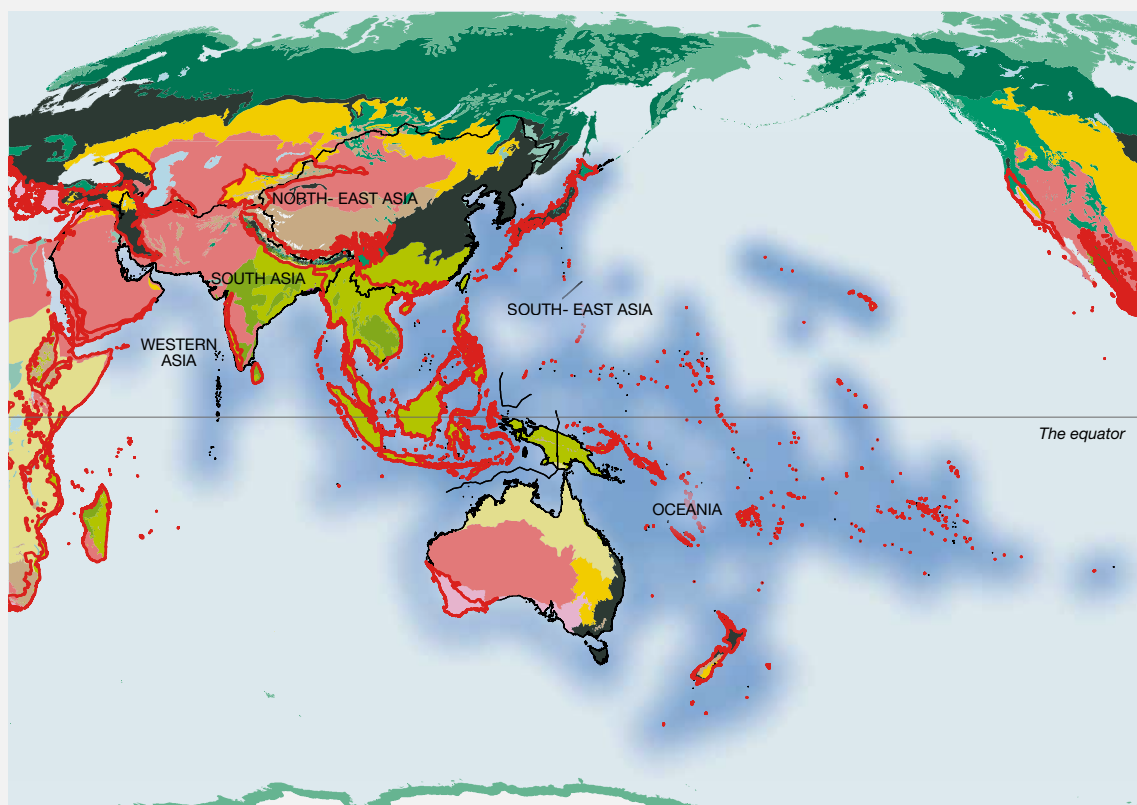 NORTH- EAST ASIA
SOUTH ASIA
SOUTH- EAST ASIA
WESTERN
ASIA
The equator
OCEANIA